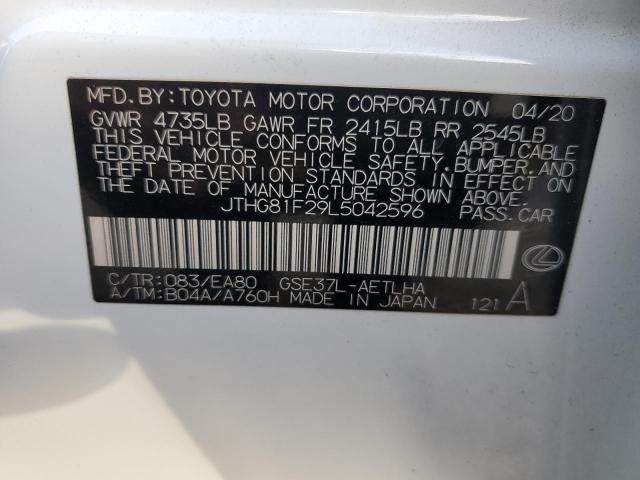 MFD.BY:TOYOTA MOTOR CORPORATION 04/20
GVWR 4735LB GAWR FR 2415LB RR 2545LB
THIS VEHICLE CONFORMS TO ALL APPLICABLE
FEDERAL MOTOR VEHICLE SAFETY,BUMPER,AND
THEFT PREVENTION STANDARDS IN EFFECT ON
THE DATE OF MANUFACTURE SHOWN ABOVE.
JTHG81F29L5042596 PASS.CAR
C/TR:083/EA80 GSE37L-AETLHA
A/TM:B04A/A760H MADE IN JAPAN 121 A